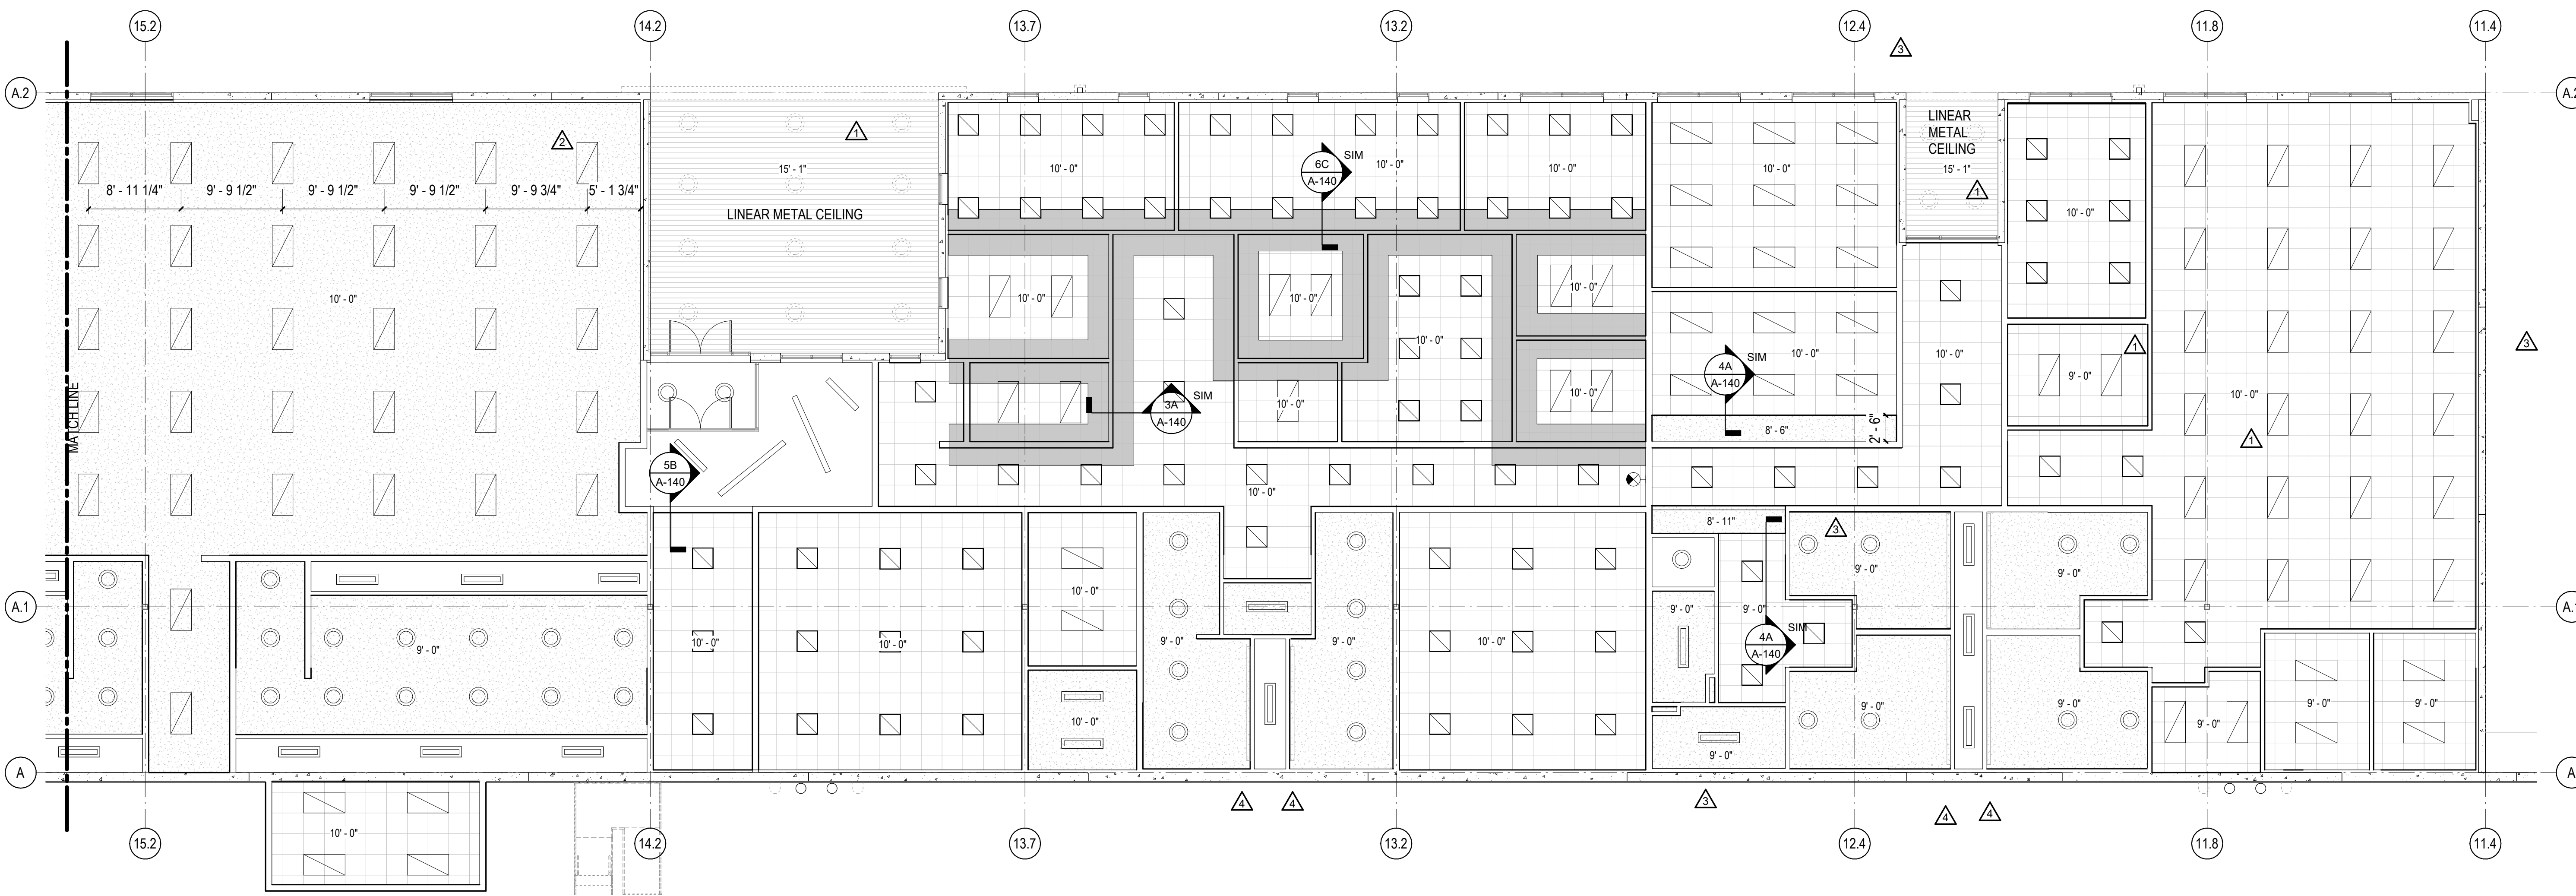 15.2
14.2
13.7
13.2
12.4
11.8
11.4
3
A.2
A.2
LINEAR
METAL
CEILING
15' - 1"
1
2
1
15' - 1"
LINEAR METAL CEILING
10' - 0"
6C
A-140
SIM
10' - 0"
10' - 0"
10' - 0"
8' - 11 1/4"
9' - 9 1/2"
9' - 9 1/2"
9' - 9 1/2"
9' - 9 3/4"
5' - 1 3/4"
10' - 0"
10' - 0"
10' - 0"
10' - 0"
10' - 0"
10' - 0"
10' - 0"
4A
A-140
SIM
10' - 0"
10' - 0"
1
9' - 0"
3
MATCH LINE
3A
A-140
SIM
10' - 0"
10' - 0"
10' - 0"
8' - 6"
2' - 6"
1
5B
A-140
10' - 0"
8' - 11"
3
10' - 0"
9' - 0"
9' - 0"
A.1
A.1
9' - 0"
10' - 0"
10' - 0"
9' - 0"
9' - 0"
10' - 0"
9' - 0"
9' - 0"
4A
A-140
SIM
10' - 0"
9' - 0"
9' - 0"
9' - 0"
9' - 0"
9' - 0"
9' - 0"
A
A
4
4
3
4
4
10' - 0"
15.2
14.2
13.7
13.2
12.4
11.8
11.4